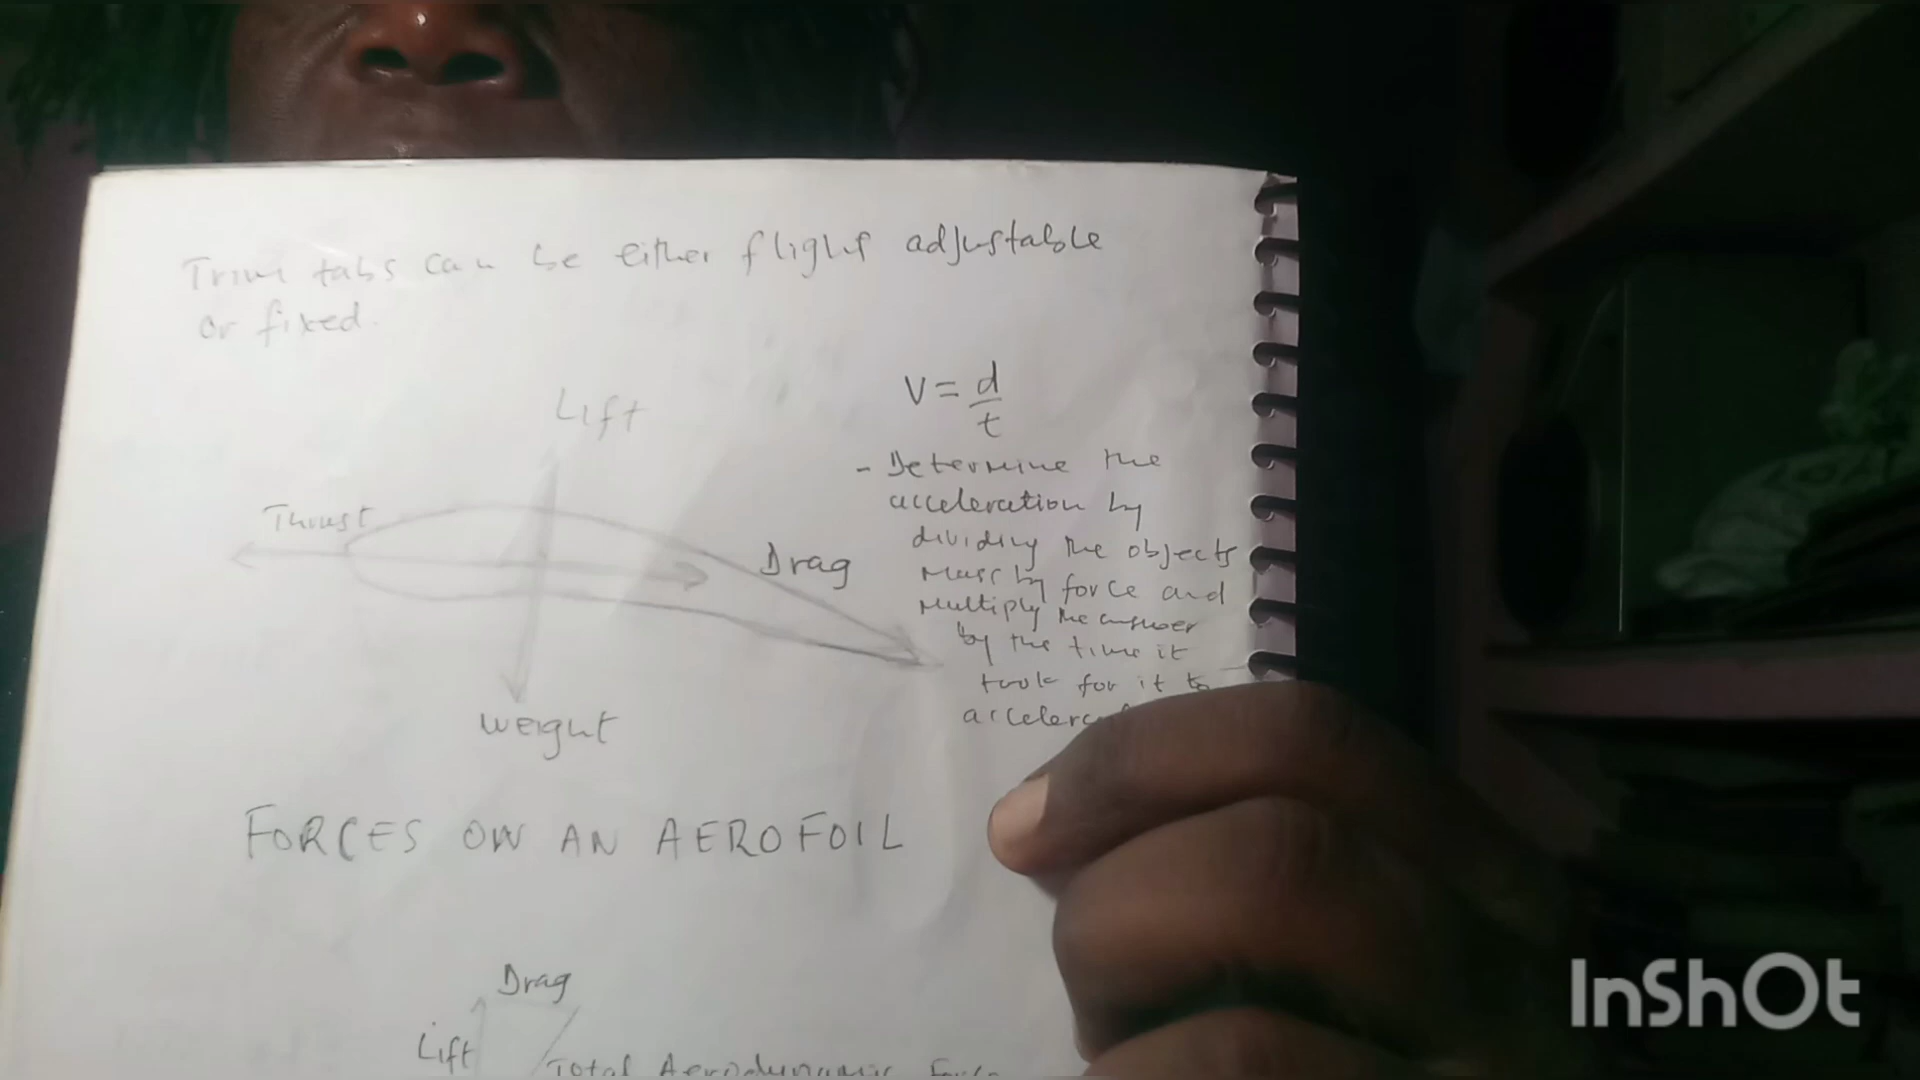 Trim tabs can be either flight adjustable
or fixed.
Lift
V = d/t
- Determine the
acceleration by
dividing the objects
mass by force and
multiply the answer
by the time it
took for it to
Thrust
Drag
Weight
FORCES ON AN AEROFOIL
Drag
Lift
Total Aerodynamic Force
InShOt